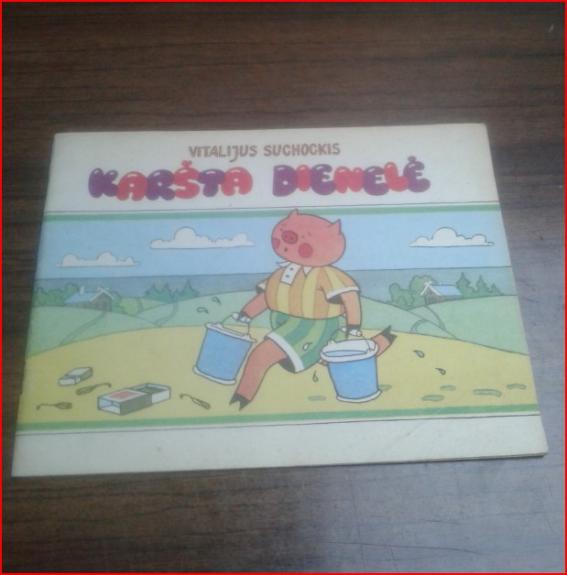 VITALIJUS SUCHOCKIS
KARŠTA DIENELĖ